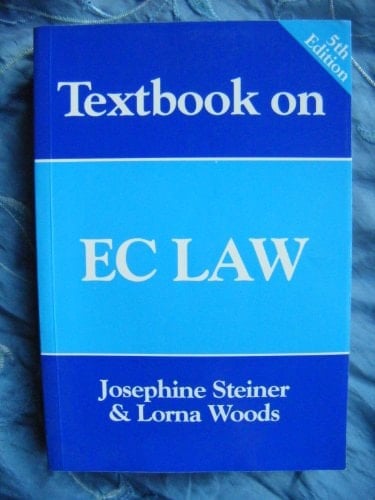 5th
Edition
Textbook on
EC LAW
Josephine Steiner
& Lorna Woods